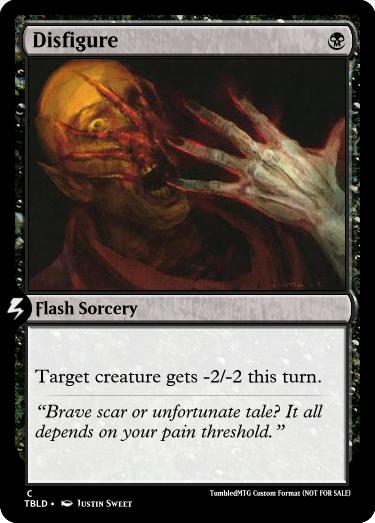 Disfigure
Flash Sorcery
Target creature gets -2/-2 this turn.
“Brave scar or unfortunate tale? It all
depends on your pain threshold.”
C
TBLD • Justin Sweet
TumbledMTG Custom Format (NOT FOR SALE)